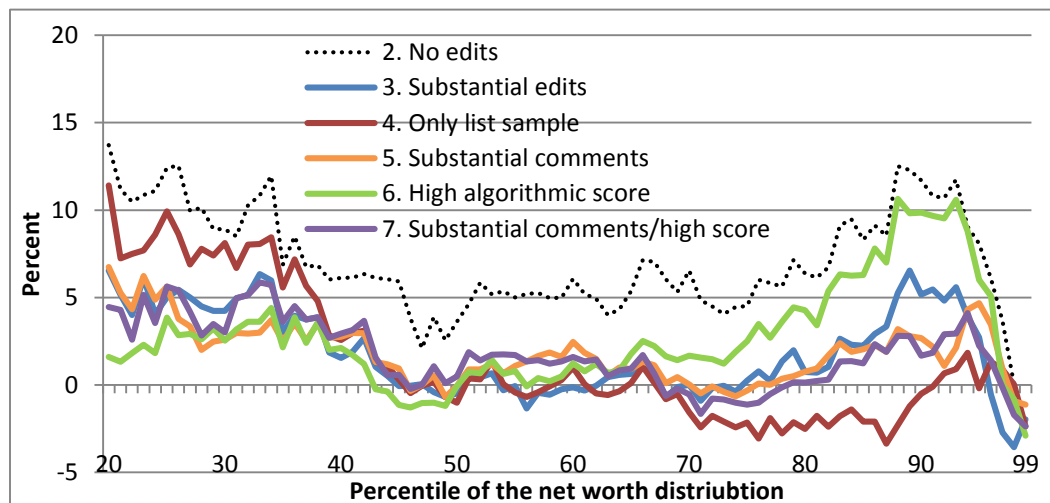 20
15
10
5
0
-5
Percent
2. No edits
3. Substantial edits
4. Only list sample
5. Substantial comments
6. High algorithmic score
7. Substantial comments/high score
20 30 40 50 60 70 80 90 99
Percentile of the net worth distriubtion